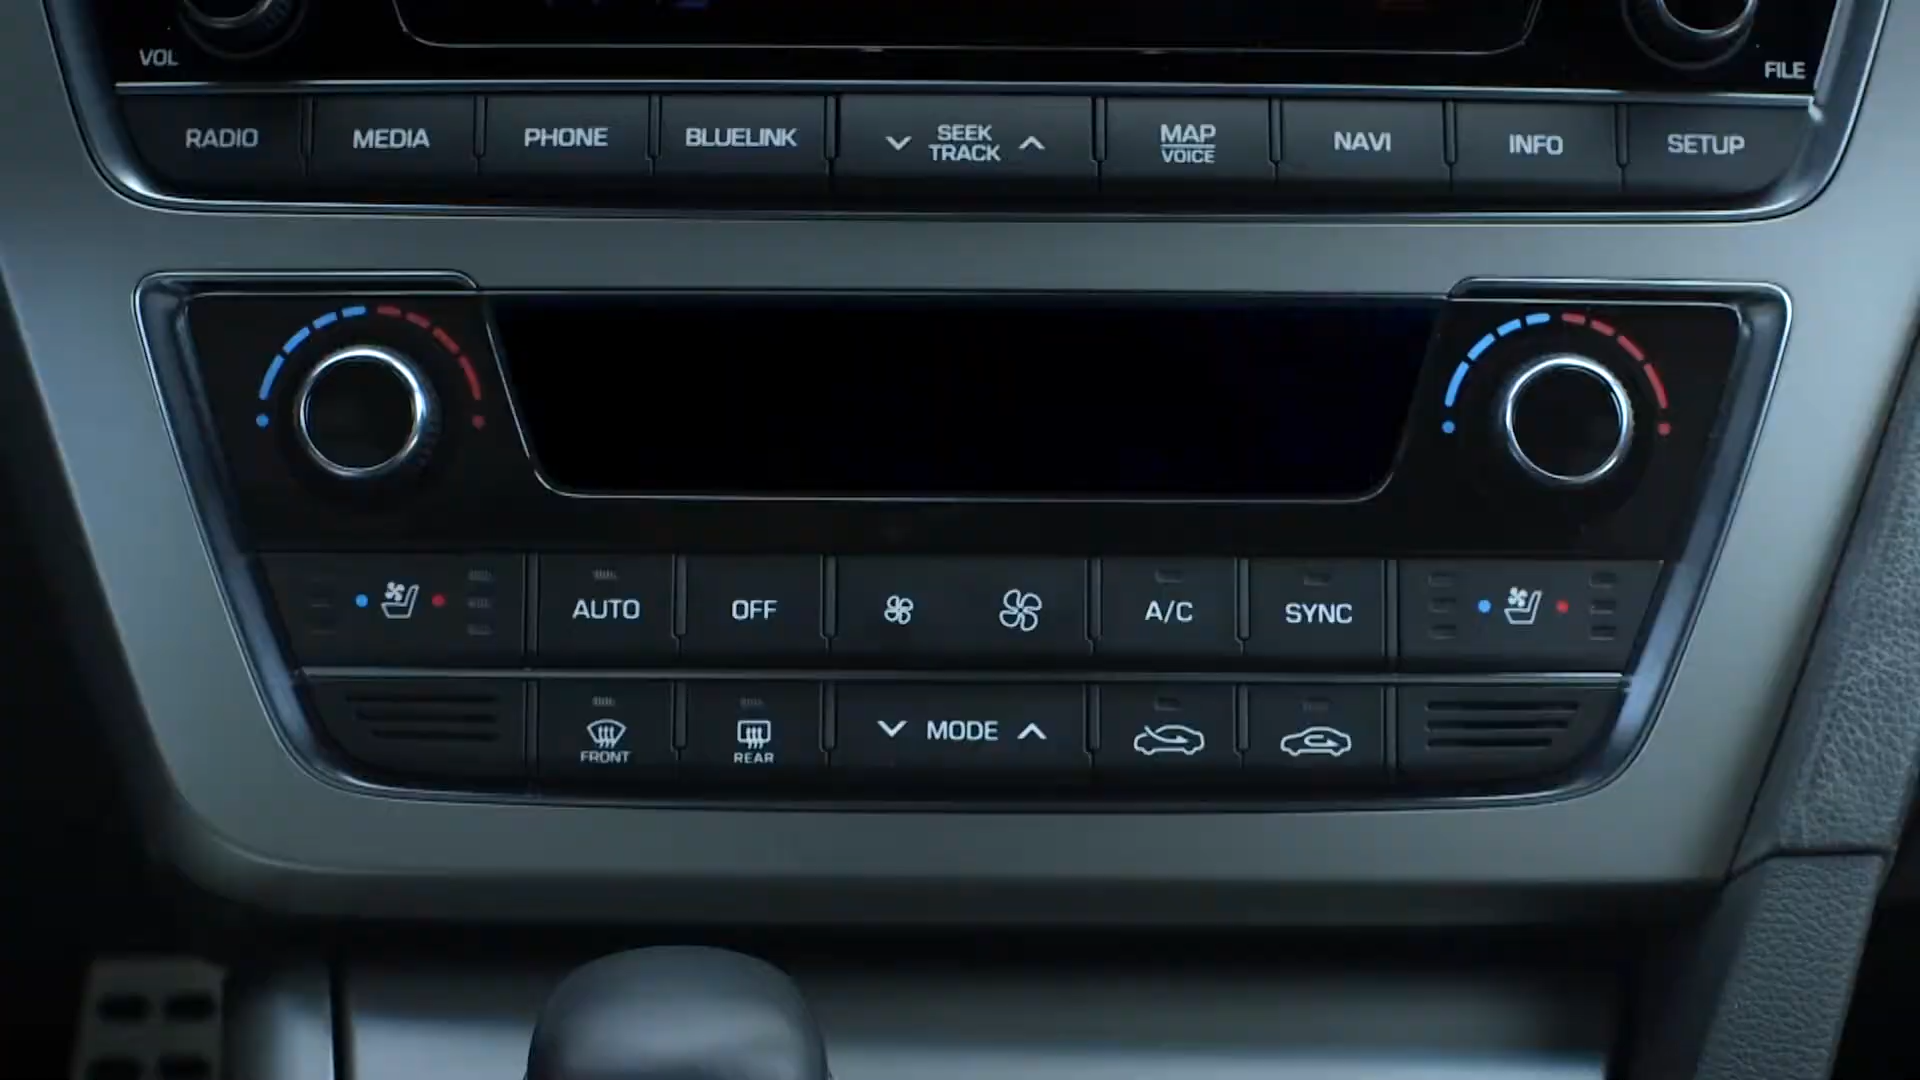 VOL
FILE
RADIO
MEDIA
PHONE
BLUELINK
SEEK
TRACK
MAP
VOICE
NAVI
INFO
SETUP
AUTO
OFF
A/C
SYNC
FRONT
REAR
MODE